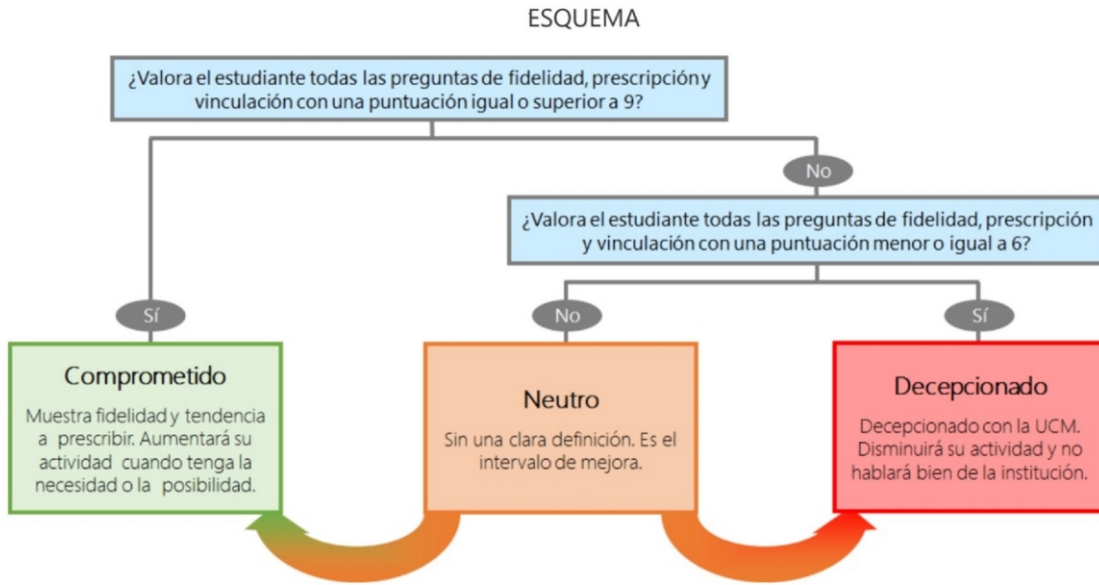 ESQUEMA
¿Valora el estudiante todas las preguntas de fidelidad, prescripción y
vinculación con una puntuación igual o superior a 9?
No
¿Valora el estudiante todas las preguntas de fidelidad, prescripción
y vinculación con una puntuación menor o igual a 6?
Sí
No
Sí
Comprometido
Muestra fidelidad y tendencia
a prescribir. Aumentará su
actividad cuando tenga la
necesidad o la posibilidad.
Neutro
Sin una clara definición. Es el
intervalo de mejora.
Decepcionado
Decepcionado con la UCM.
Disminuirá su actividad y no
hablará bien de la institución.